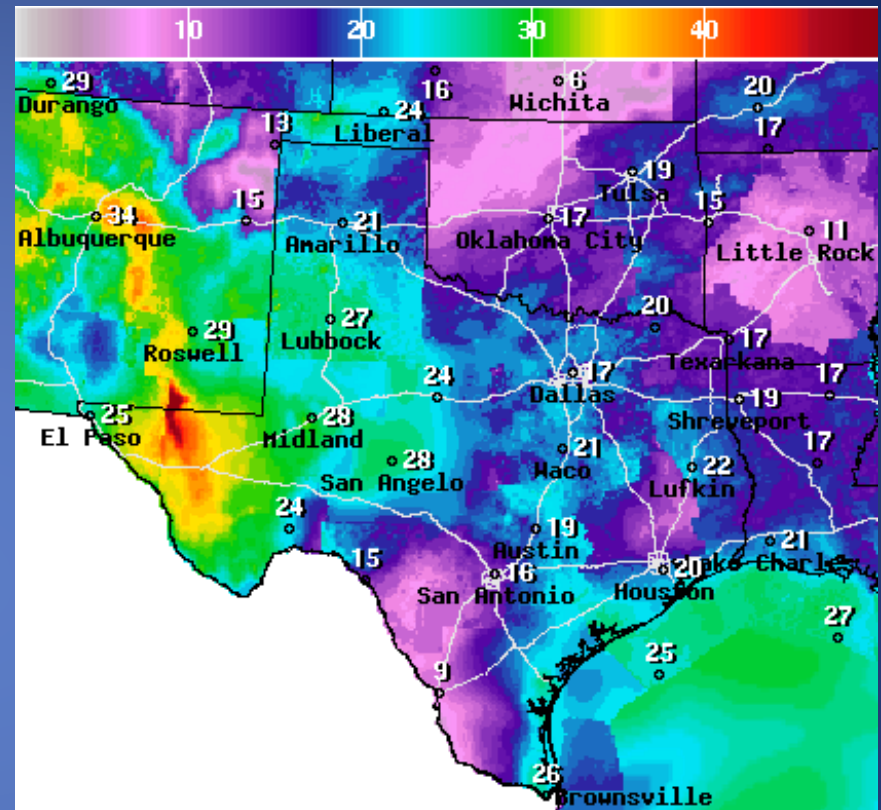 10 20 30 40
29
Durango
16
6
Wichita
24
Liberal
20
17
13
19
Tulsa
34
Albuquerque
15
21
Amarillo
17
Oklahoma City
15
11
Little Rock
29
Roswell
27
Lubbock
20
17
Texarkana
24
17
Dallas
19
Shreveport
17
25
El Paso
28
Midland
28
San Angelo
21
Waco
22
Lufkin
17
24
19
Austin
21
15
16
San Antonio
20
Houston
Charles
27
25
9
26
Brownsville